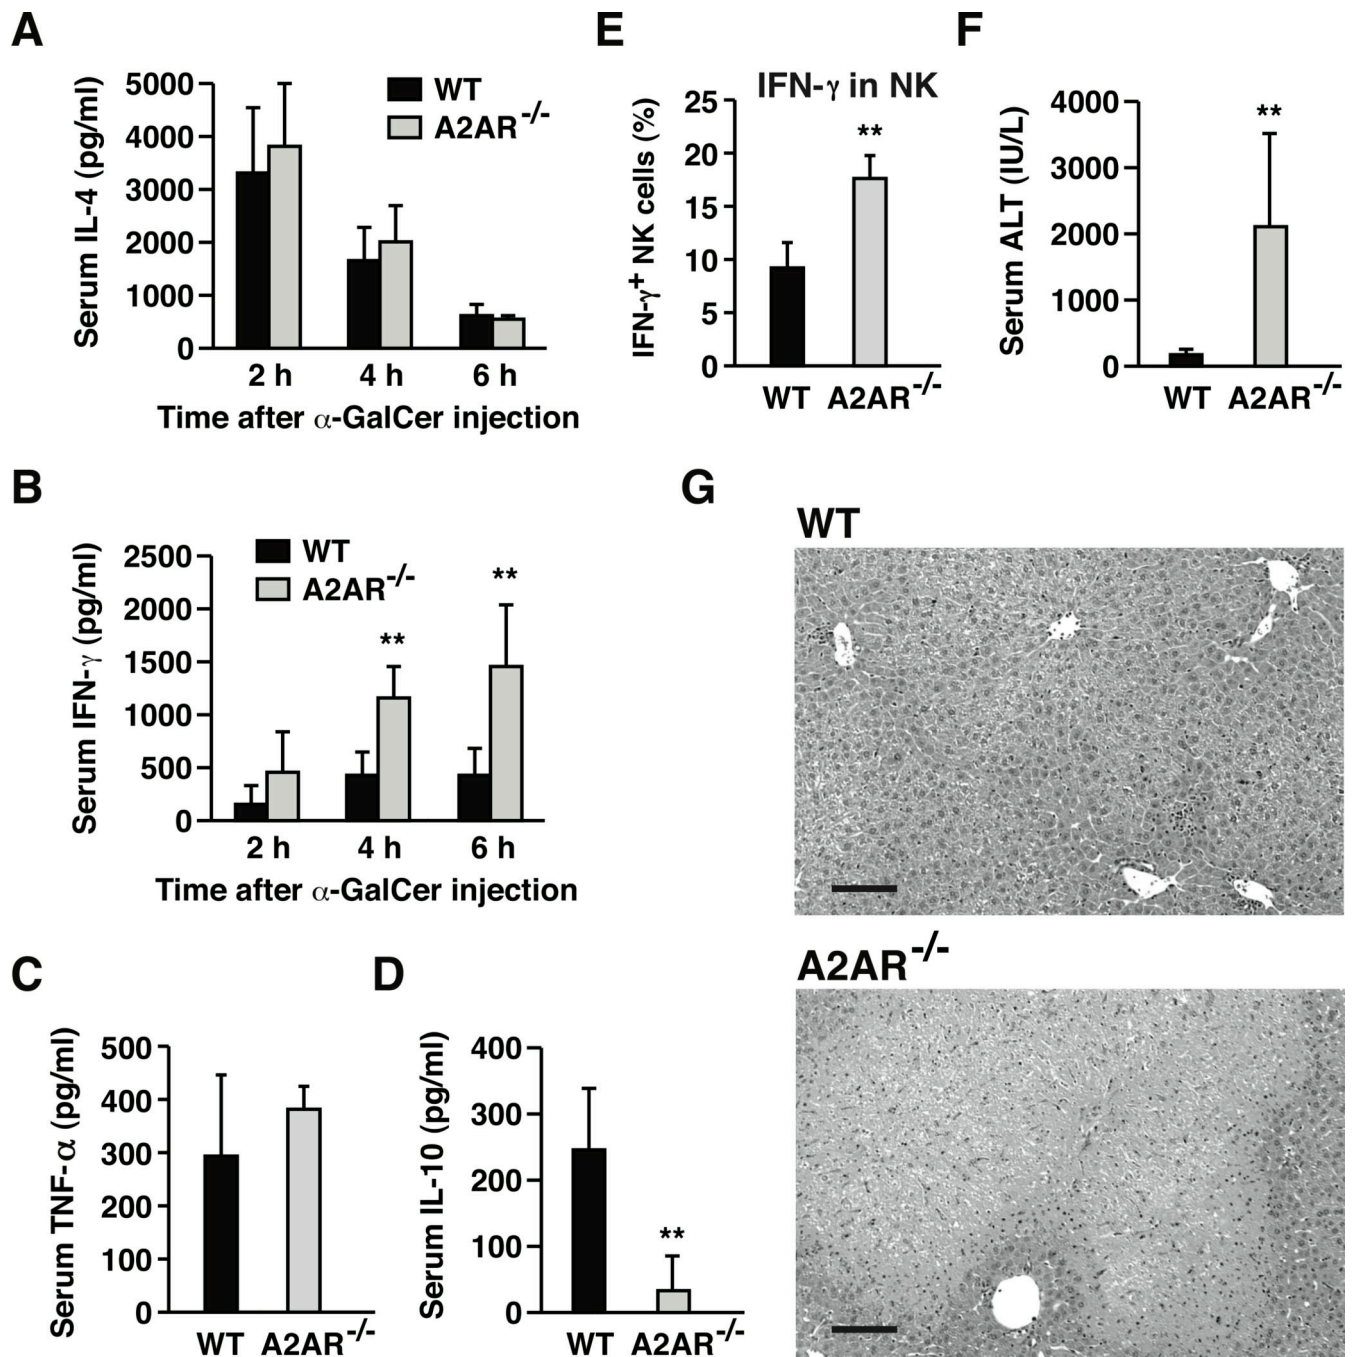 A
Serum IL-4 (pg/ml)
5000
4000
3000
2000
1000
0
WT
A2AR-/-
2 h 4 h 6 h
Time after α-GalCer injection
B
Serum IFN-γ (pg/ml)
2500
2000
1500
1000
500
0
WT
A2AR-/-
**
**
2 h 4 h 6 h
Time after α-GalCer injection
C
Serum TNF-α (pg/ml)
500
400
300
200
100
0
WT A2AR-/-
D
Serum IL-10 (pg/ml)
400
300
200
100
0
**
WT A2AR-/-
E
IFN-γ in NK
IFN-γ+ NK cells (%)
25
20
15
10
5
0
**
WT A2AR-/-
F
Serum ALT (IU/L)
4000
3000
2000
1000
0
**
WT A2AR-/-
G
WT
A2AR-/-